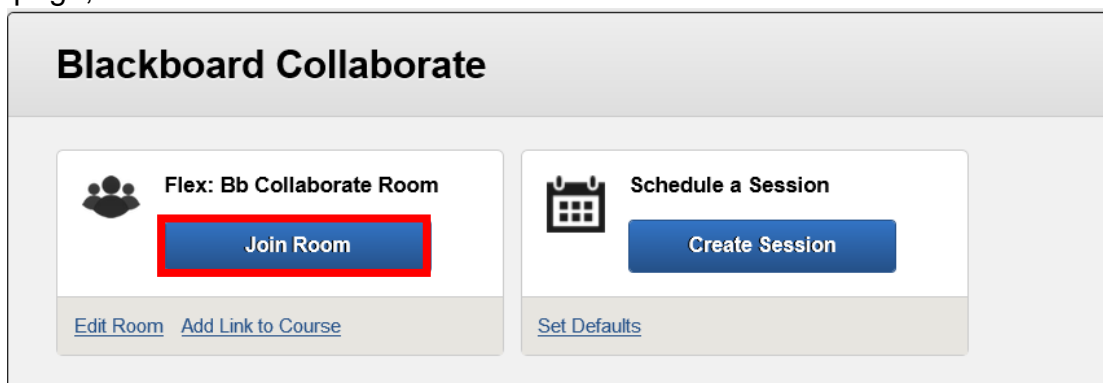 Blackboard Collaborate
Flex: Bb Collaborate Room
Join Room
Edit Room Add Link to Course
Schedule a Session
Create Session
Set Defaults